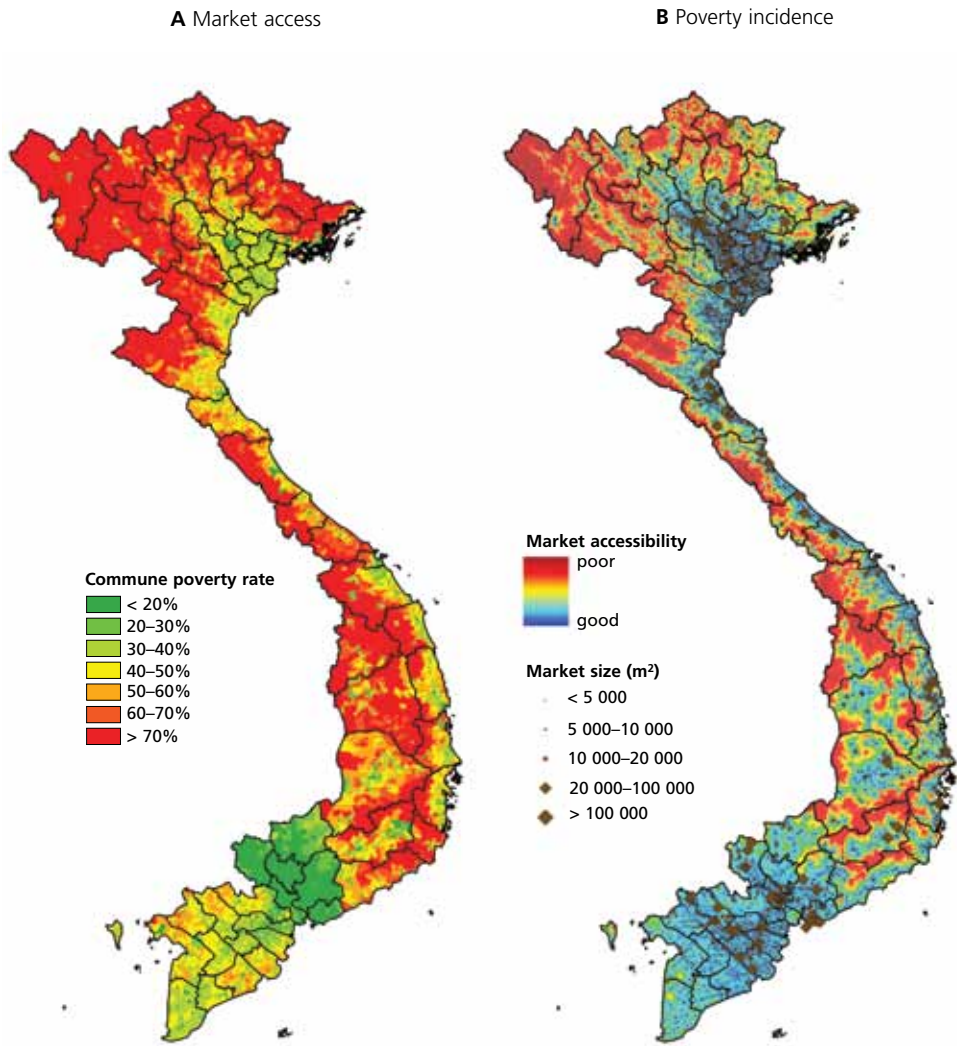 A Market access
B Poverty incidence
Commune poverty rate
< 20%
20–30%
30–40%
40–50%
50–60%
60–70%
> 70%
Market accessibility
poor
good
Market size (m²)
< 5 000
5 000–10 000
10 000–20 000
20 000–100 000
> 100 000